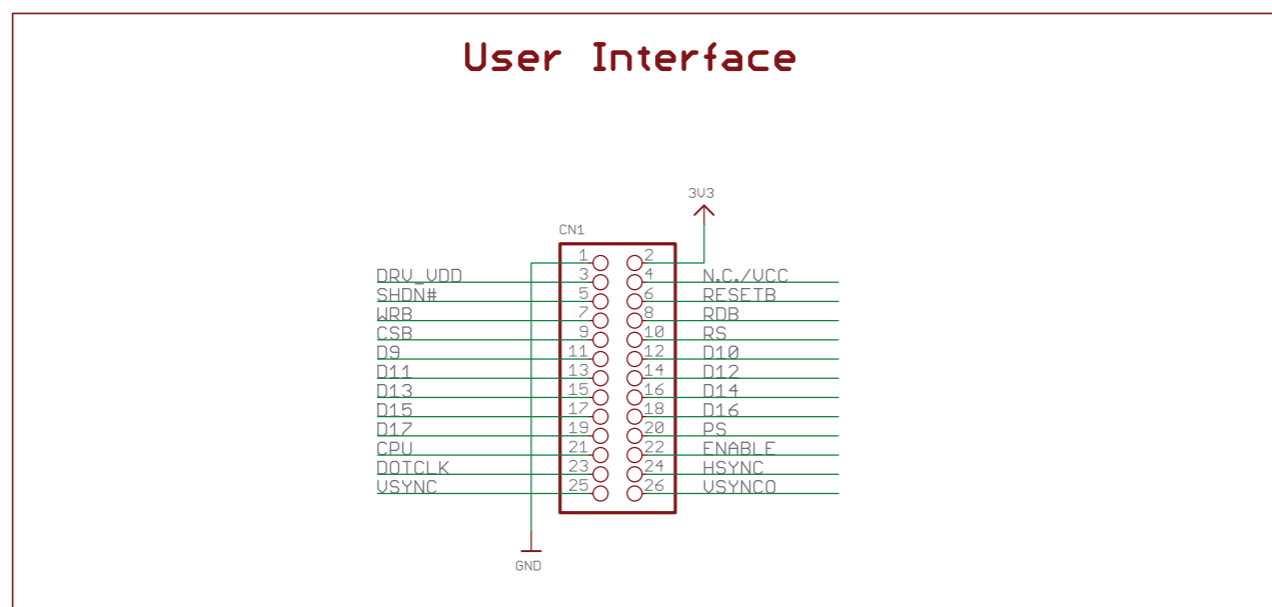 User Interface
3V3
CN1
1 2
DRV_VDD 3 4 N.C./VCC
SHDN# 5 6 RESETB
WRB 7 8 RDB
CSB 9 10 RS
D9 11 12 D10
D11 13 14 D12
D13 15 16 D14
D15 17 18 D16
D17 19 20 PS
CPU 21 22 ENABLE
DOTCLK 23 24 HSYNC
VSYNC 25 26 VSYNCO
GND